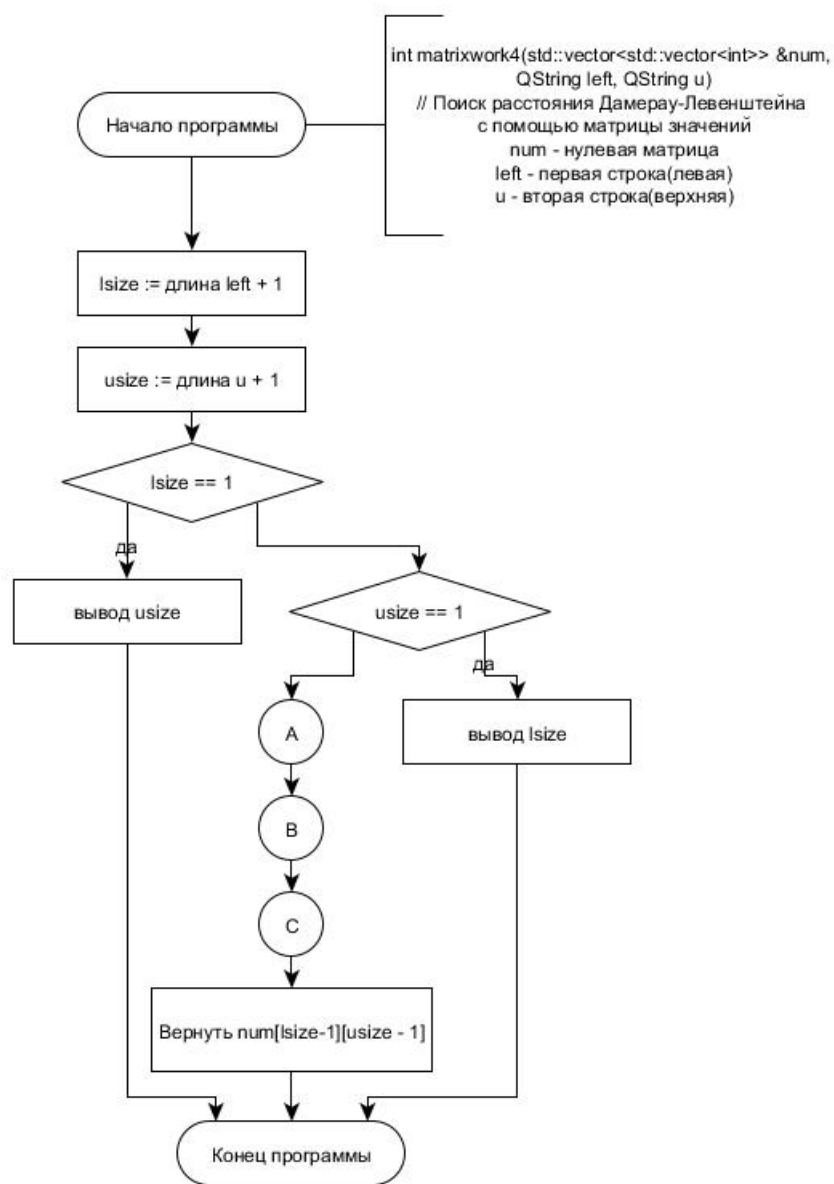 int matrixwork4(std::vector<std::vector<int>> &num,
QString left, QString u)
// Поиск расстояния Дамерау-Левенштейна
с помощью матрицы значений
num - нулевая матрица
left - первая строка(левая)
u - вторая строка(верхняя)
Начало программы
lsize := длина left + 1
usize := длина u + 1
lsize == 1
да
вывод usize
usize == 1
да
A
вывод lsize
B
C
Вернуть num[lsize-1][usize - 1]
Конец программы